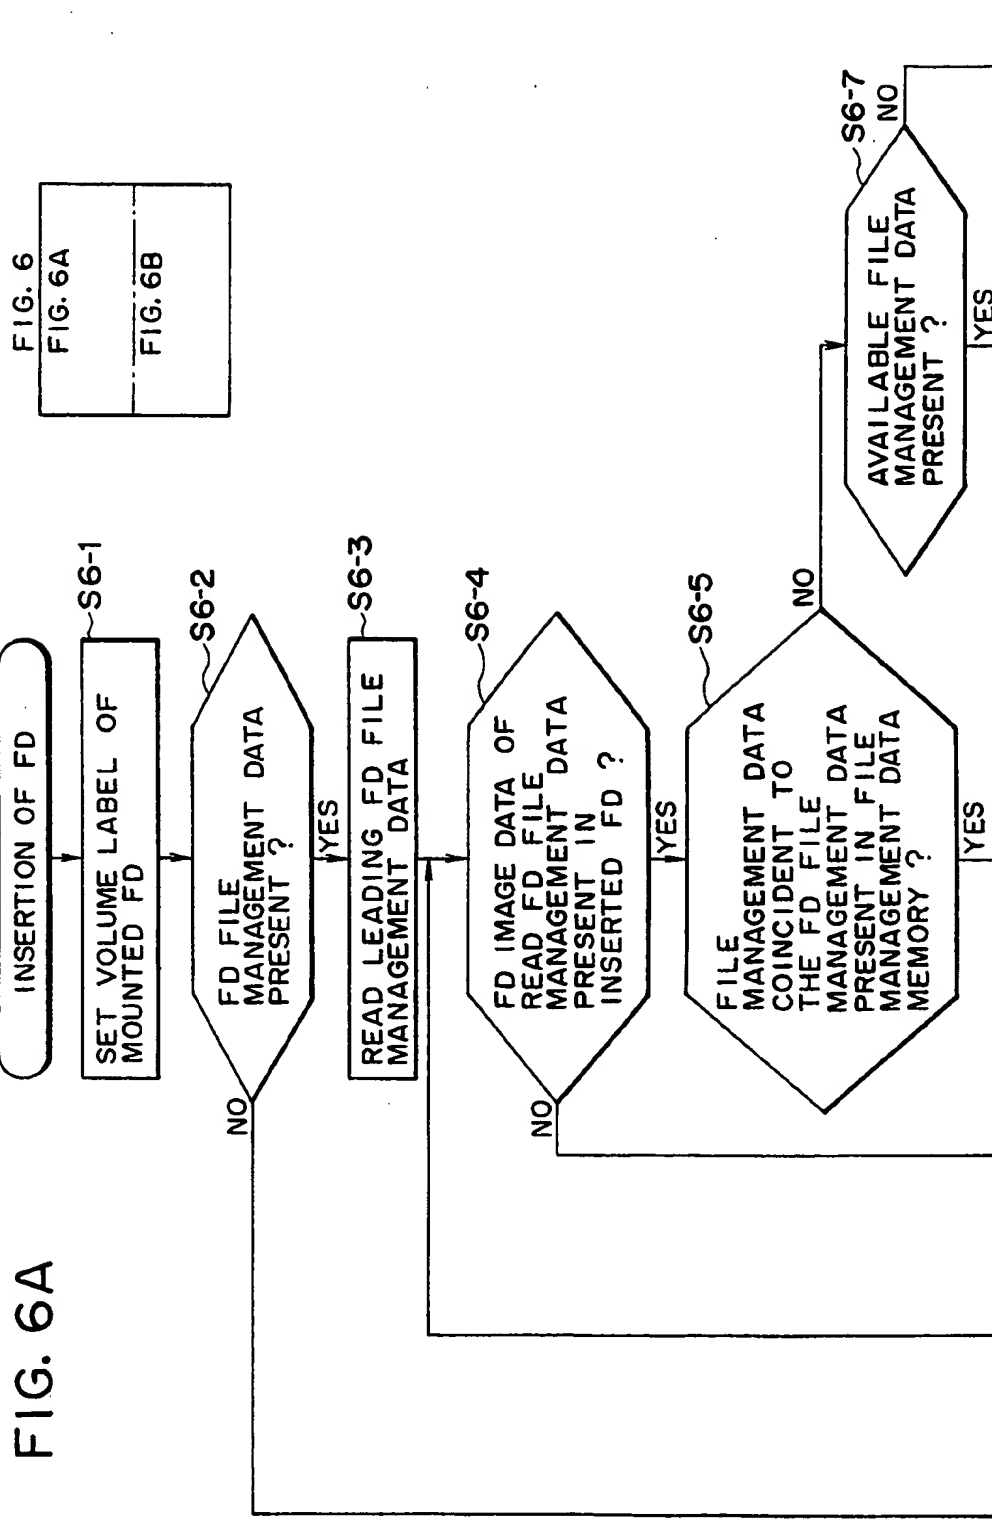 FIG. 6A
FIG. 6
FIG. 6A
FIG. 6B
INSERTION OF FD
S6-1
SET VOLUME LABEL OF
MOUNTED FD
S6-2
FD FILE
MANAGEMENT DATA
PRESENT ?
NO
YES
S6-3
READ LEADING FD FILE
MANAGEMENT DATA
S6-4
FD IMAGE DATA OF
READ FD FILE
MANAGEMENT DATA
PRESENT IN
INSERTED FD ?
NO
YES
S6-5
FILE
MANAGEMENT DATA
COINCIDENT TO
THE FD FILE
MANAGEMENT DATA
PRESENT IN FILE
MANAGEMENT DATA
MEMORY ?
NO
YES
S6-7
AVAILABLE FILE
MANAGEMENT DATA
PRESENT ?
NO
YES